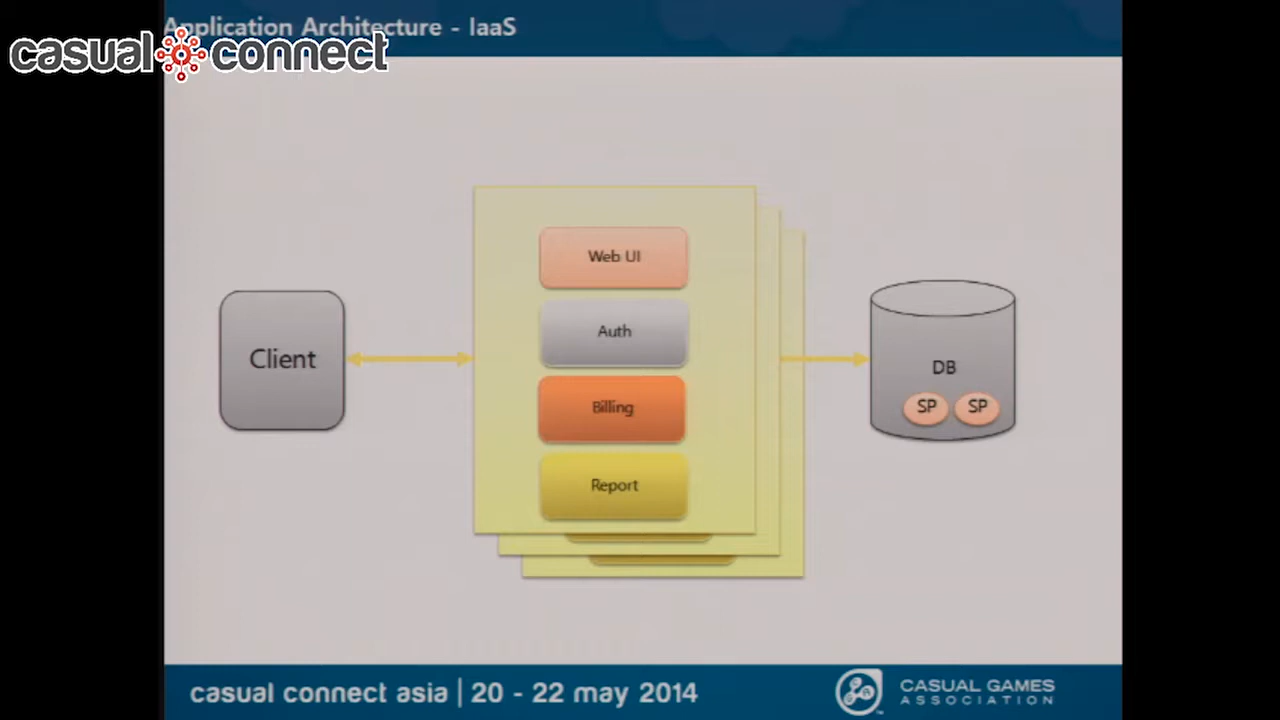 Application Architecture - IaaS
casual connect
Web UI
Auth
Client
Billing
Report
DB
SP SP
casual connect asia | 20 - 22 may 2014
CASUAL GAMES
ASSOCIATION